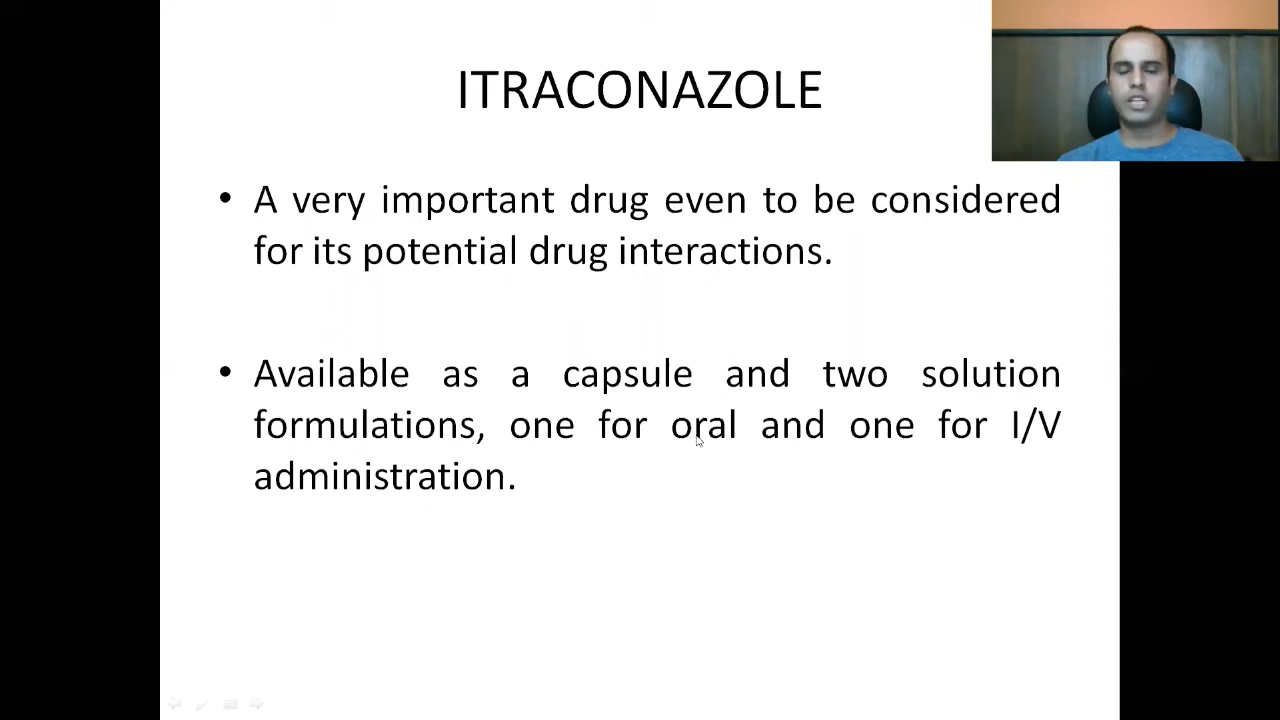 ITRACONAZOLE
• A very important drug even to be considered
for its potential drug interactions.
• Available as a capsule and two solution
formulations, one for oral and one for I/V
administration.